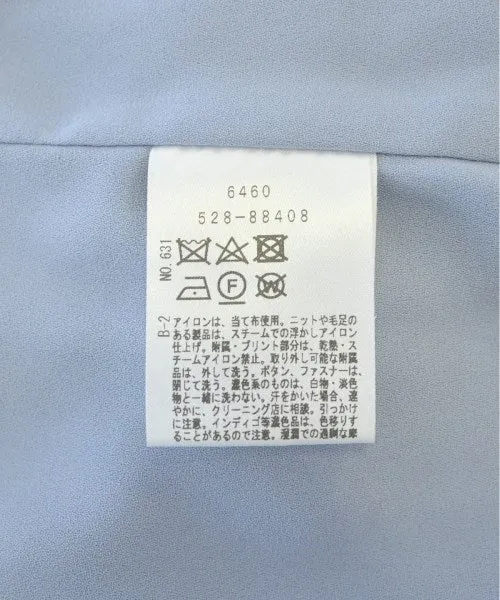 6460
528-88408
NO.631
F
W
B-2
アイロンは、当て布使用。ニットや毛足の
ある製品は、スチームでの浮かしアイロン
仕上げ。附属・プリント部分は、乾熱・ス
チームアイロン禁止。取り外し可能な附属
品は、外して洗う。ボタン、ファスナーは、
閉じて洗う。濃色系のものは、白物・淡色
物と一緒に洗わない。汗をかいた場合、速
やかに、クリーニング店に相談。引っかけ
に注意。インディゴ等濃色品は、色移りす
ることがあるので注意。湿潤での過剰な摩